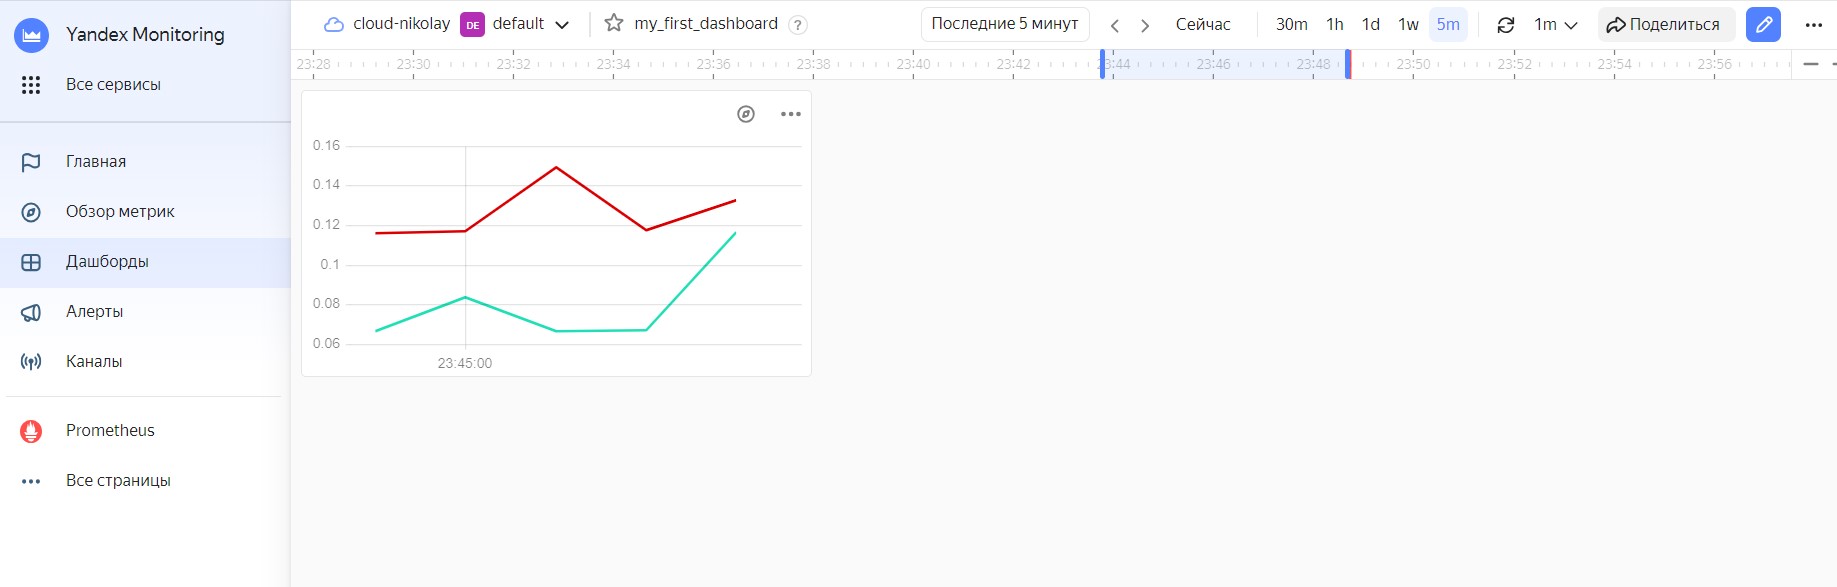 Yandex Monitoring
Все сервисы
Главная
Обзор метрик
Дашборды
Алерты
Каналы
Prometheus
Все страницы
cloud-nikolay DE default my_first_dashboard ? Последние 5 минут Сейчас 30m 1h 1d 1w 5m 1m Поделиться
23:28 23:30 23:32 23:34 23:36 23:38 23:40 23:42 23:44 23:46 23:48 23:50 23:52 23:54 23:56
0.16
0.14
0.12
0.1
0.08
0.06
23:45:00